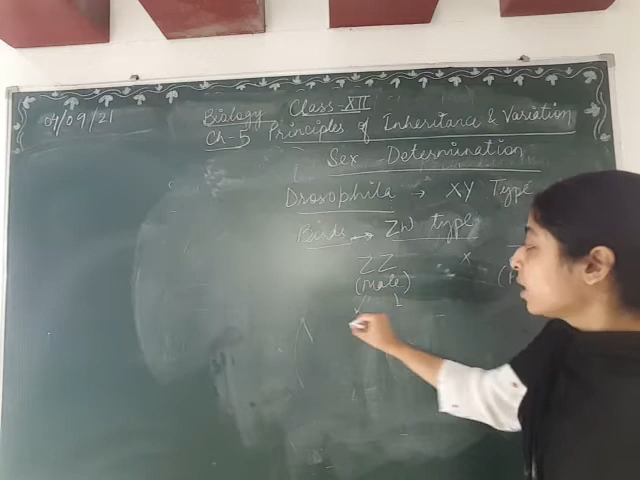 04/09/21
Biology Class-XII
Ch-5 Principles of Inheritance & Variation
Sex Determination
Drosophila → XY Type
Birds → ZW type
ZZ x
(Male) (